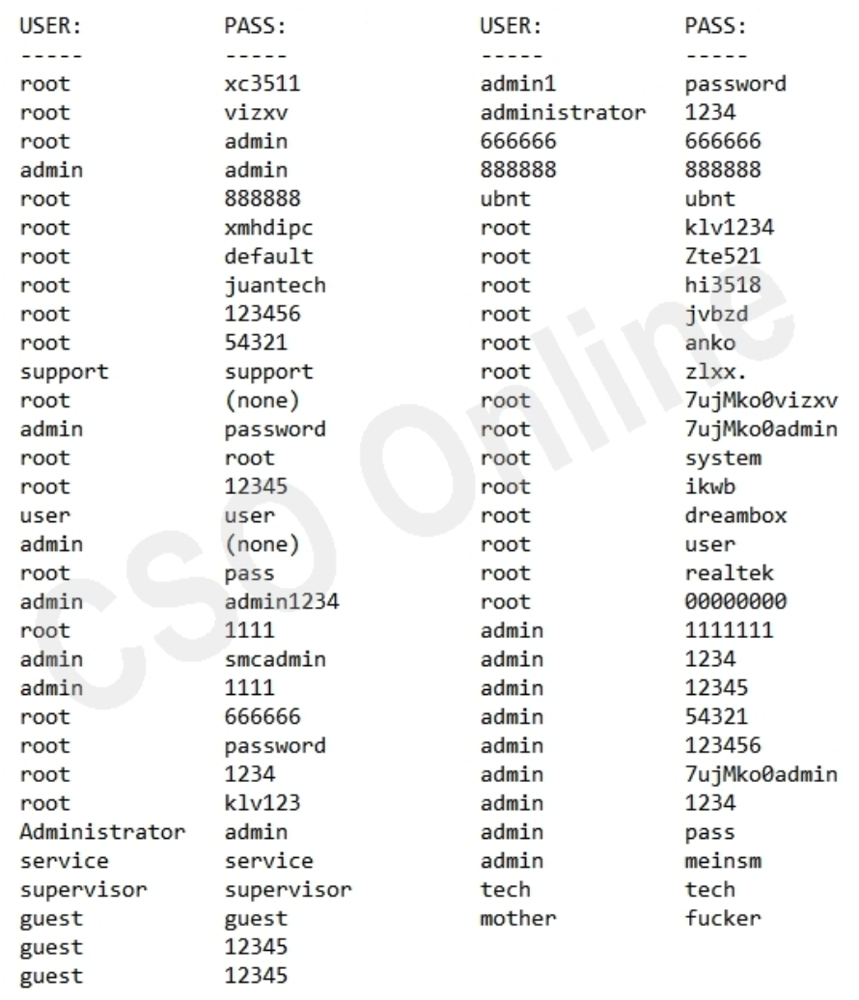 USER: PASS: USER: PASS:
----- ----- ----- -----
root xc3511 admin1 password
root vizxv administrator 1234
root admin 666666 666666
admin admin 888888 888888
root 888888 ubnt ubnt
root xmhdipc root klv1234
root default root Zte521
root juantech root hi3518
root 123456 root jvbzd
root 54321 root anko
support support root zlxx.
root (none) root 7ujMko0vizxv
admin password root 7ujMko0admin
root root root system
root 12345 root ikwb
user user root dreambox
admin (none) root user
root pass root realtek
admin admin1234 root 00000000
root 1111 admin 1111111
admin smcadmin admin 1234
admin 1111 admin 12345
root 666666 admin 54321
root password admin 123456
root 1234 admin 7ujMko0admin
root klv123 admin 1234
Administrator admin admin pass
service service admin meinsm
supervisor supervisor tech tech
guest guest mother fucker
guest 12345
guest 12345
CSO Online